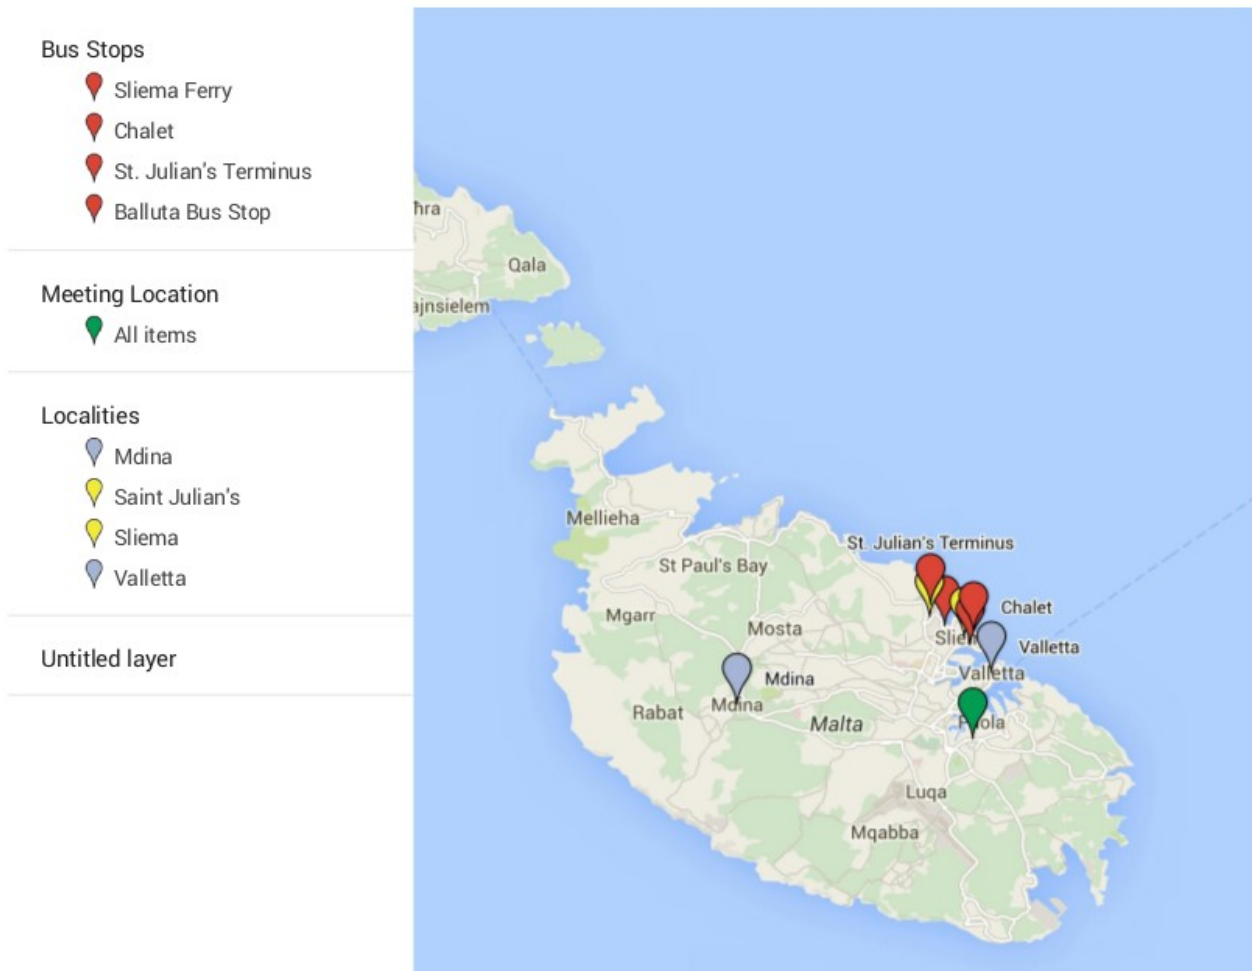 Bus Stops
Sliema Ferry
Chalet
St. Julian's Terminus
Balluta Bus Stop
Meeting Location
All items
Localities
Mdina
Saint Julian's
Sliema
Valletta
Untitled layer
Qala
Mellieha
St. Julian's Terminus
St Paul's Bay
Chalet
Mgarr
Mosta
Valletta
Valletta
Mdina
Mdina
Rabat
Malta
Luqa
Mqabba